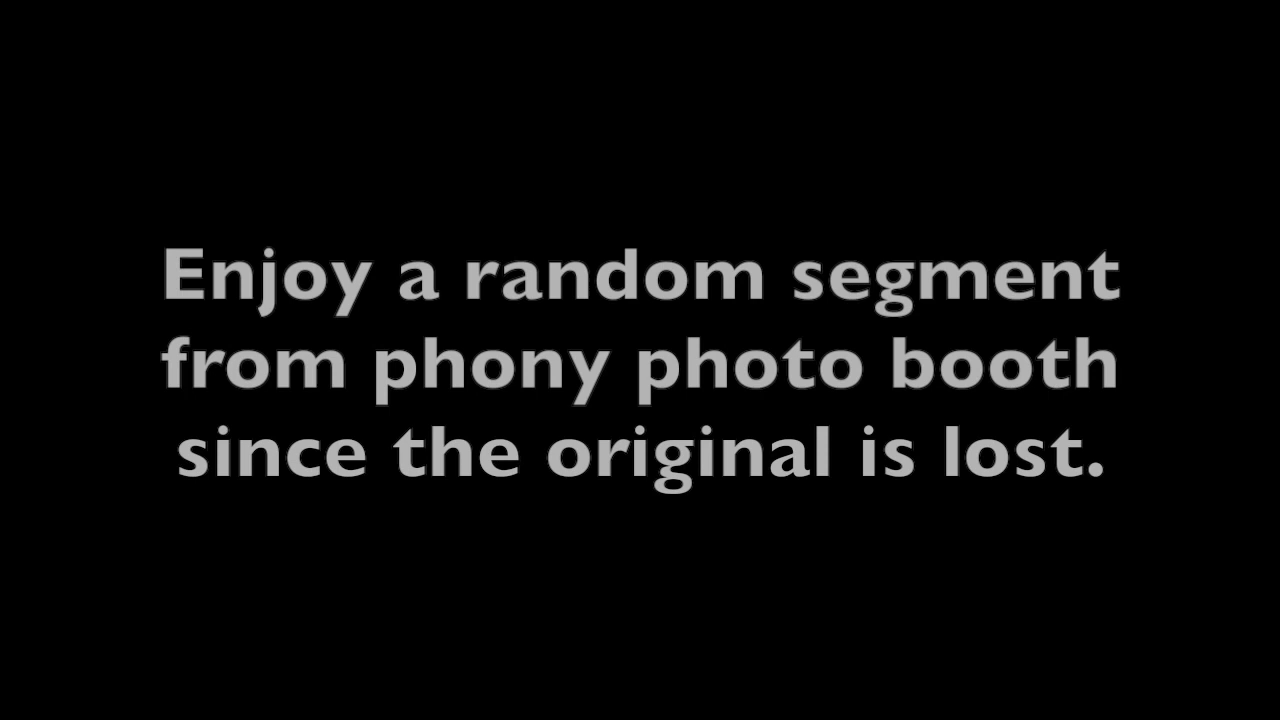 Enjoy a random segment
from phony photo booth
since the original is lost.